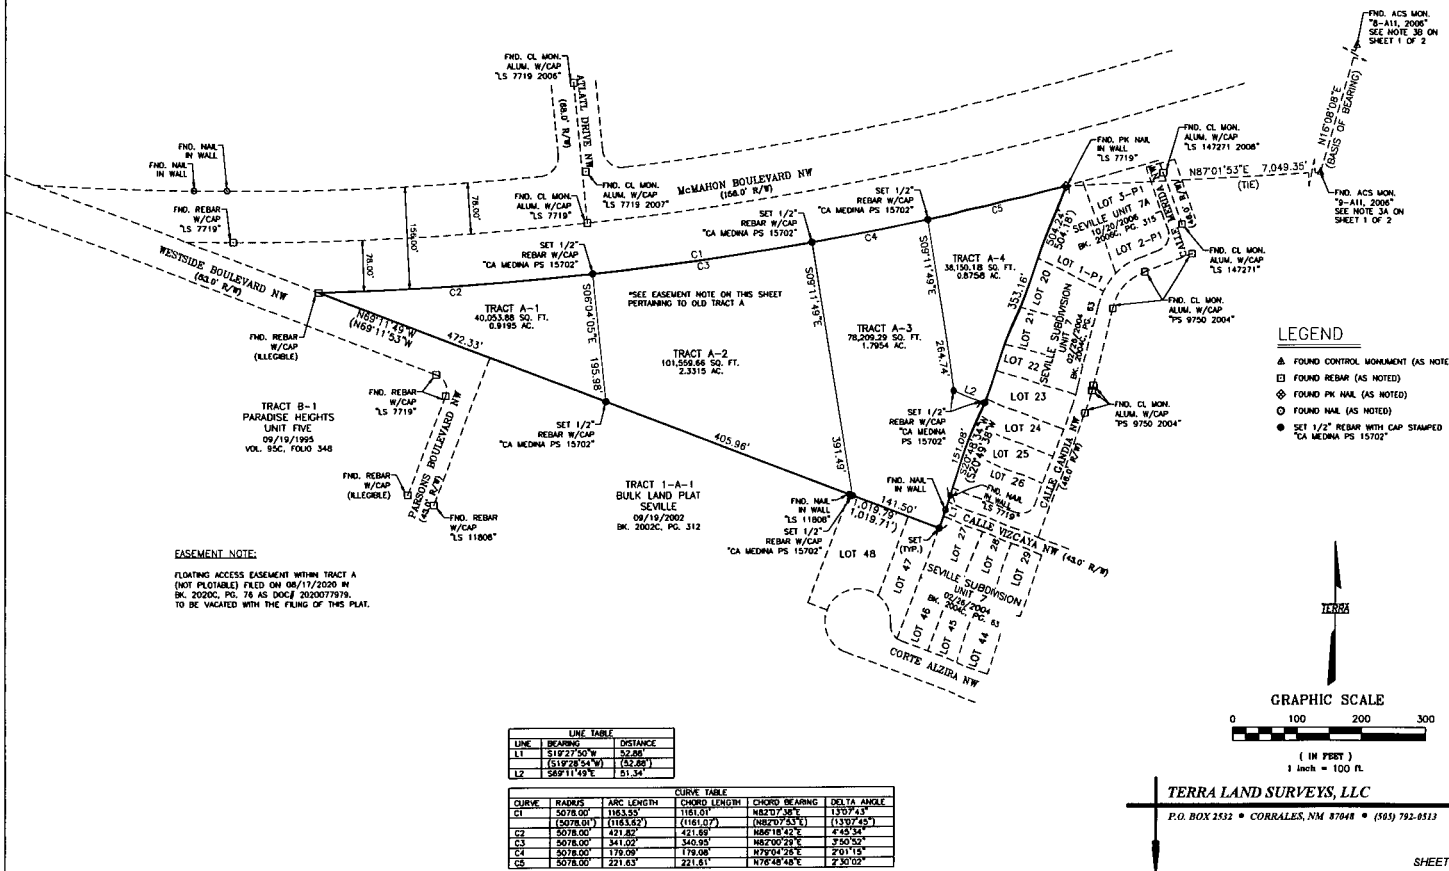 FND. ACS MON.
"8-A11, 2006"
SEE NOTE 3B ON
SHEET 1 OF 2
N16°08'08"E
(BASIS OF BEARING)
FND. CL MON.
ALUM. W/CAP
"LS 7719 2006"
ATLATL DRIVE NW
(68.0' R/W)
FND. NAIL
IN WALL
FND. NAIL
IN WALL
FND. REBAR
W/CAP
"LS 7719"
FND. CL MON.
ALUM. W/CAP
"LS 7719 2007"
FND. CL MON.
ALUM. W/CAP
"LS 7719"
McMAHON BOULEVARD NW
(156.0' R/W)
FND. PK NAIL
IN WALL
"LS 7719"
FND. CL MON.
ALUM. W/CAP
"LS 147271 2008"
N87°01'53"E 7,049.35'
(TIE)
FND. ACS MON.
"9-A11, 2006"
SEE NOTE 3A ON
SHEET 1 OF 2
78.00'
156.00'
78.00'
SET 1/2"
REBAR W/CAP
"CA MEDINA PS 15702"
SET 1/2"
REBAR W/CAP
"CA MEDINA PS 15702"
SET 1/2"
REBAR W/CAP
"CA MEDINA PS 15702"
WESTSIDE BOULEVARD NW
(83.0' R/W)
C1
C2
C3
C4
C5
LOT 3-P1
SEVILLE UNIT 7A
10/20/2006
BK. 2006C, PG. 315
LOT 2-P1
LOT 1-P1
FND. CL MON.
ALUM. W/CAP
"LS 147271"
FND. CL MON.
ALUM. W/CAP
"PS 9750 2004"
504.24'
504.18')
353.16'
TRACT A-1
40,053.88 SQ. FT.
0.9195 AC.
*SEE EASEMENT NOTE ON THIS SHEET
PERTAINING TO OLD TRACT A
TRACT A-2
101,559.66 SQ. FT.
2.3315 AC.
TRACT A-3
78,209.29 SQ. FT.
1.7954 AC.
TRACT A-4
38,150.18 SQ. FT.
0.8758 AC.
S06°04'05"E
195.98'
S09°11'49"E
391.49'
S09°11'49"E
264.74'
L2
N69°11'49"W
(N69°11'53"W
472.33'
405.96'
141.50'
1,019.79'
1,019.71')
FND. REBAR
W/CAP
(ILLEGIBLE)
FND. REBAR
W/CAP
"LS 7719"
TRACT B-1
PARADISE HEIGHTS
UNIT FIVE
09/19/1995
VOL. 95C, FOLIO 348
FND. REBAR
W/CAP
(ILLEGIBLE)
PARSONS BOULEVARD NW
FND. REBAR
W/CAP
"LS 11808"
SET 1/2"
REBAR W/CAP
"CA MEDINA PS 15702"
TRACT 1-A-1
BULK LAND PLAT
SEVILLE
09/19/2002
BK. 2002C, PG. 312
SET 1/2"
REBAR W/CAP
"CA MEDINA
PS 15702"
151.08'
S20°48'34"W
(S20°49'38"W
FND. NAIL
IN WALL
"LS 11808"
SET 1/2"
REBAR W/CAP
"CA MEDINA PS 15702"
FND. NAIL
IN WALL
FND. NAIL
IN WALL
"LS 7719"
L1
SET
(TYP.)
LOT 20
LOT 21
LOT 22
LOT 23
LOT 24
LOT 25
LOT 26
SEVILLE SUBDIVISION
UNIT 7
02/26/2004
BK. 2004C, PG. 63
CALLE GANDIA NW
(46.0' R/W)
FND. CL MON.
ALUM. W/CAP
"PS 9750 2004"
CALLE VIZCAYA NW (43.0' R/W)
LOT 27
LOT 28
LOT 29
SEVILLE SUBDIVISION
UNIT 7
02/26/2004
BK. 2004C, PG. 63
LOT 48
LOT 47
LOT 46
LOT 45
LOT 44
CORTE ALZIRA NW
LEGEND
FOUND CONTROL MONUMENT (AS NOTE
FOUND REBAR (AS NOTED)
FOUND PK NAIL (AS NOTED)
FOUND NAIL (AS NOTED)
SET 1/2" REBAR WITH CAP STAMPED
"CA MEDINA PS 15702"
EASEMENT NOTE:
FLOATING ACCESS EASEMENT WITHIN TRACT A
(NOT PLOTABLE) FILED ON 08/17/2020 IN
BK. 2020C, PG. 76 AS DOC# 2020077979.
TO BE VACATED WITH THE FILING OF THIS PLAT.
TERRA
GRAPHIC SCALE
0 100 200 300
( IN FEET )
1 inch = 100 ft.
LINE TABLE
LINE BEARING DISTANCE
L1 S19°27'50"W 52.88'
(S19°28'54"W) (52.88')
L2 S69°11'49"E 51.34'
CURVE TABLE
CURVE RADIUS ARC LENGTH CHORD LENGTH CHORD BEARING DELTA ANGLE
C1 5078.00' 1163.55' 1161.01' N82°07'38"E 13°07'43"
(5078.01') (1163.62') (1161.07') (N82°07'53"E) (13°07'45")
C2 5078.00' 421.82' 421.69' N86°18'42"E 4°45'34"
C3 5078.00' 341.02' 340.95' N82°00'29"E 3°50'52"
C4 5078.00' 179.09' 179.08' N79°04'26"E 2°01'15"
C5 5078.00' 221.63' 221.61' N76°48'48"E 2°30'02"
TERRA LAND SURVEYS, LLC
P.O. BOX 2532 • CORRALES, NM 87048 • (505) 792-0513
SHEET